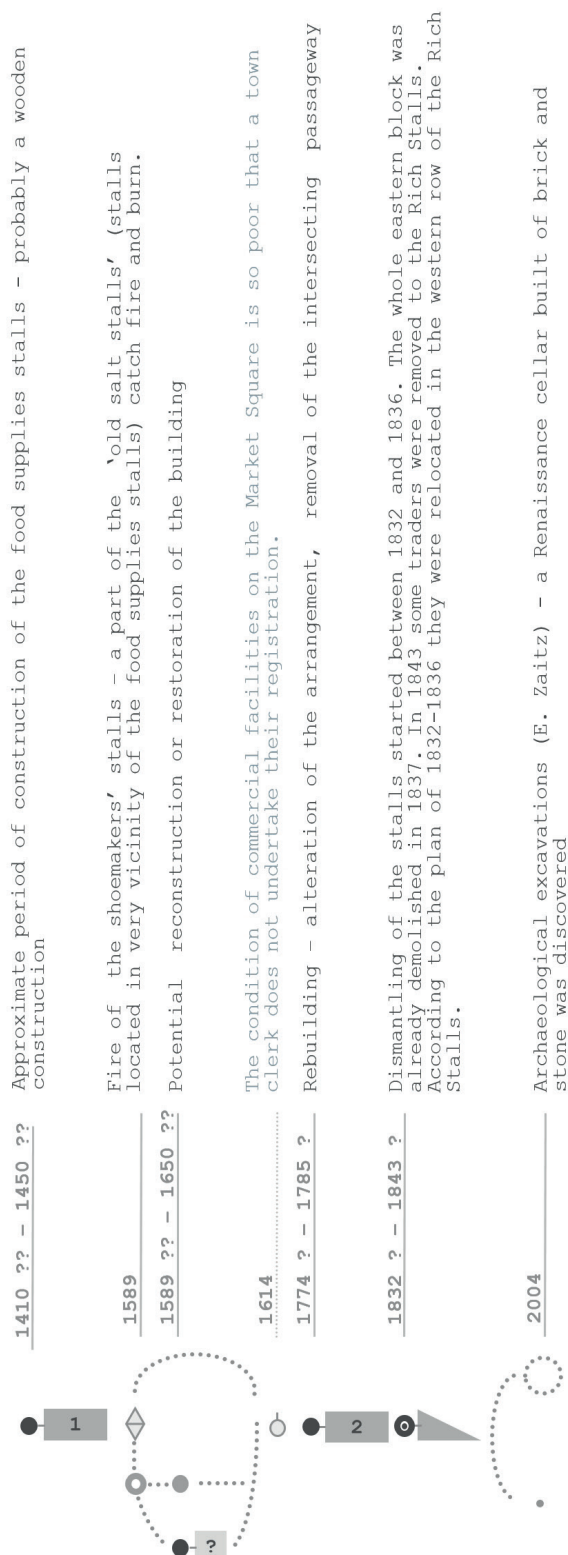 1410 ?? – 1450 ??
Approximate period of construction of the food supplies stalls – probably a wooden
construction
1
1589
Fire of the shoemakers' stalls – a part of the 'old salt stalls' (stalls
located in very vicinity of the food supplies stalls) catch fire and burn.
1589 ?? – 1650 ??
Potential reconstruction or restoration of the building
?
1614
The condition of commercial facilities on the Market Square is so poor that a town
clerk does not undertake their registration.
1774 ? – 1785 ?
Rebuilding – alteration of the arrangement, removal of the intersecting passageway
2
1832 ? – 1843 ?
Dismantling of the stalls started between 1832 and 1836. The whole eastern block was
already demolished in 1837. In 1843 some traders were removed to the Rich Stalls.
According to the plan of 1832-1836 they were relocated in the western row of the Rich
Stalls.
2004
Archaeological excavations (E. Zaitz) – a Renaissance cellar built of brick and
stone was discovered